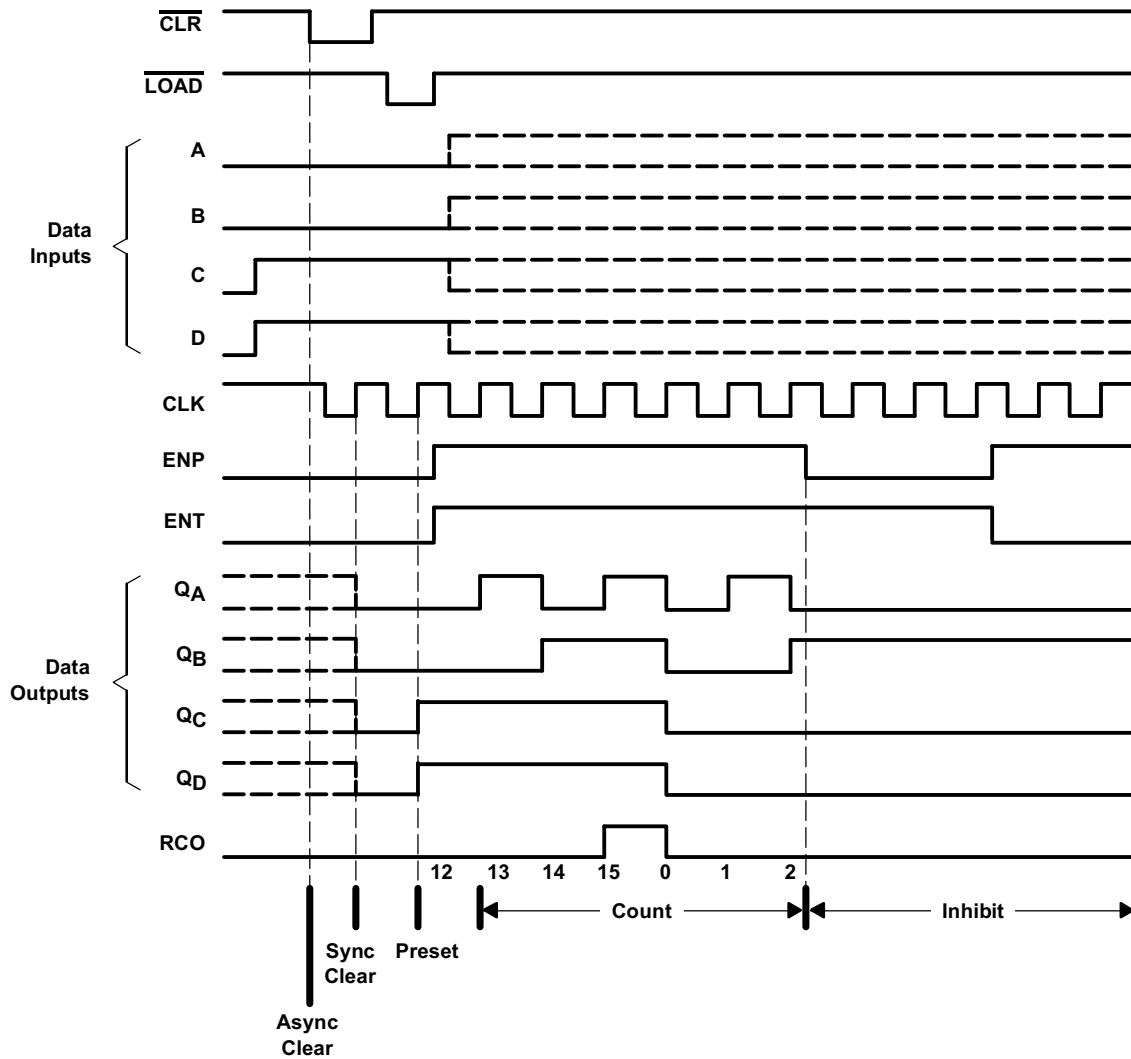 CLR
LOAD
A
B
Data
Inputs
C
D
CLK
ENP
ENT
QA
QB
Data
Outputs
QC
QD
RCO
12 13 14 15 0 1 2
Count
Inhibit
Sync
Clear
Preset
Async
Clear